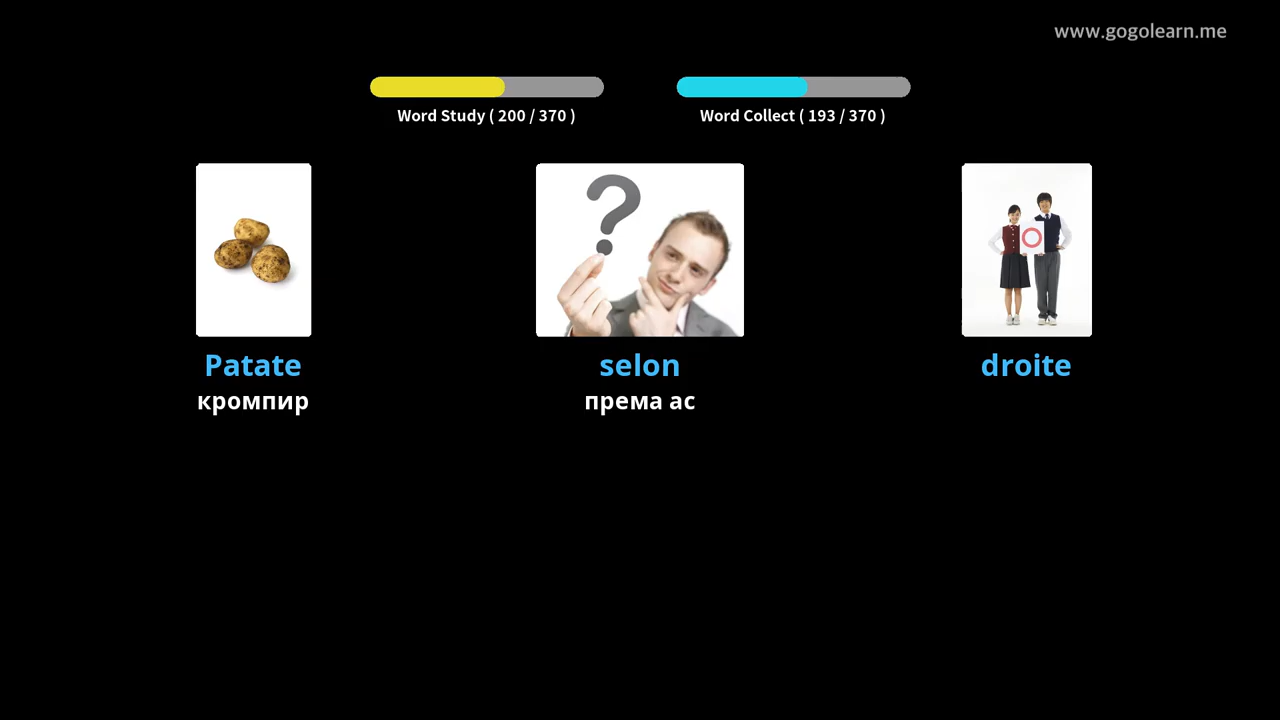 www.gogolearn.me
Word Study ( 200 / 370 )
Word Collect ( 193 / 370 )
Patate
кромпир
selon
према ас
droite